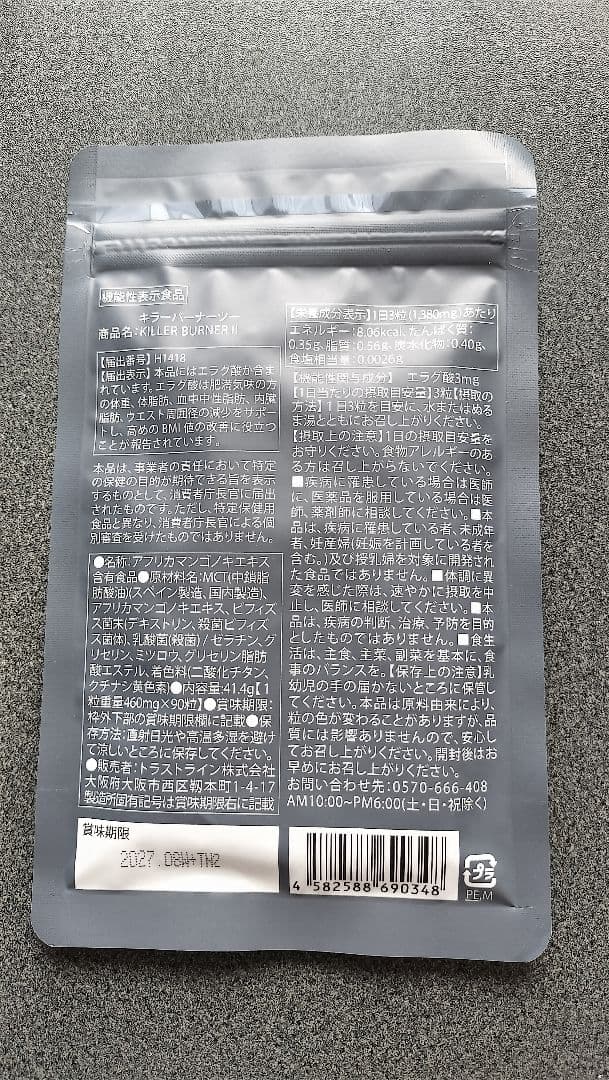 機能性表示食品
キラーバーナーツー
商品名:KILLER BURNER II
【届出番号】H1418
【届出表示】本品にはエラグ酸が含ま
れています。エラグ酸は肥満気味の方
の体重、体脂肪、血中中性脂肪、内臓
脂肪、ウエスト周囲径の減少をサポー
トし、高めのBMI値の改善に役立つ
ことが報告されています。
本品は、事業者の責任において特定
の保健の目的が期待できる旨を表示
するものとして、消費者庁長官に届出
されたものです。ただし、特定保健用
食品と異なり、消費者庁長官による個
別審査を受けたものではありません。
●名称:アフリカマンゴノキエキス
含有食品●原材料名:MCT(中鎖脂
肪酸油)(スペイン製造、国内製造)、
アフリカマンゴノキエキス、ビフィズ
ス菌末(デキストリン、殺菌ビフィズ
ス菌体)、乳酸菌(殺菌)/ゼラチン、グ
リセリン、ミツロウ、グリセリン脂肪
酸エステル、着色料(二酸化チタン、
クチナシ黄色素)●内容量:41.4g【1
粒重量460mg×90粒】●賞味期限:
枠外下部の賞味期限欄に記載●保
存方法:直射日光や高温多湿を避け
て涼しいところに保存してください。
●販売者:トラストライン株式会社
大阪府大阪市西区靱本町1-4-17
製造所固有記号は賞味期限右に記載
【栄養成分表示】1日3粒(1,380mg)あたり
エネルギー:8.06kcal、たんぱく質:
0.35g、脂質:0.56g、炭水化物:0.40g、
食塩相当量:0.0026g
【機能性関与成分】 エラグ酸3mg
【1日当たりの摂取目安量】3粒【摂取の
方法】1日3粒を目安に、水またはぬる
ま湯とともにお召し上がりください。
【摂取上の注意】1日の摂取目安量を
お守りください。食物アレルギーのあ
る方は召し上がらないでください。
■疾病に罹患している場合は医師
に、医薬品を服用している場合は医
師、薬剤師に相談してください。■本
品は、疾病に罹患している者、未成年
者、妊産婦(妊娠を計画している者を
含む。)及び授乳婦を対象に開発され
た食品ではありません。■体調に異
変を感じた際は、速やかに摂取を中
止し、医師に相談してください。■本
品は、疾病の判断、治療、予防を目的
としたものではありません。■食生
活は、主食、主菜、副菜を基本に、食
事のバランスを。【保存上の注意】乳
幼児の手の届かないところに保管し
てください。本品は原料由来により、
粒の色が変わることがありますが、品
質には影響ありませんので、安心し
てお召し上がりください。開封後はお
早めにお召し上がりください。
お問い合わせ先:0570-666-408
AM10:00~PM6:00(土・日・祝除く)
賞味期限
2027.08W+TW2
4 582588 690348
プラ
PE,M